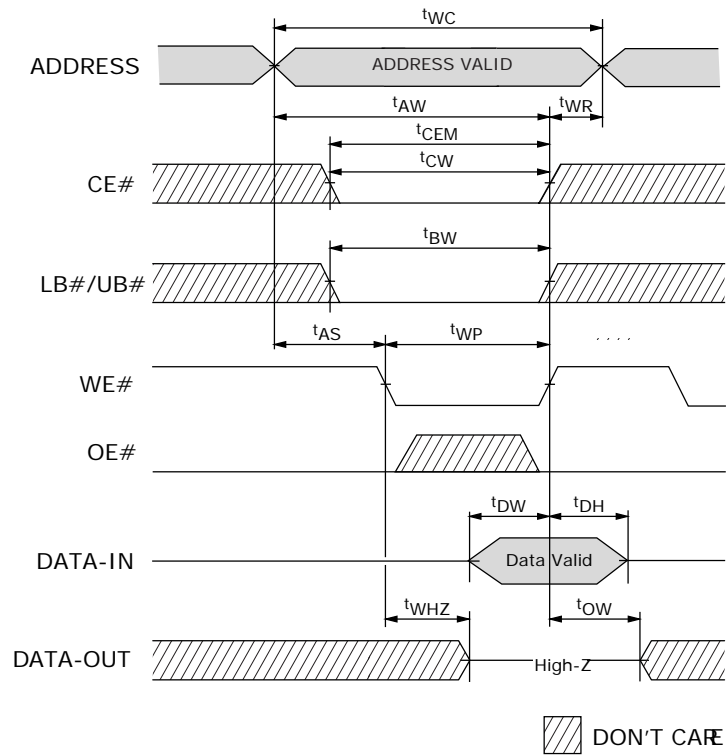 tWC
ADDRESS
ADDRESS VALID
tAW
tWR
tCEM
CE#
tCW
LB#/UB#
tBW
tAS
tWP
WE#
OE#
tDW
tDH
DATA-IN
Data Valid
tWHZ
tOW
DATA-OUT
High-Z
DON'T CARE